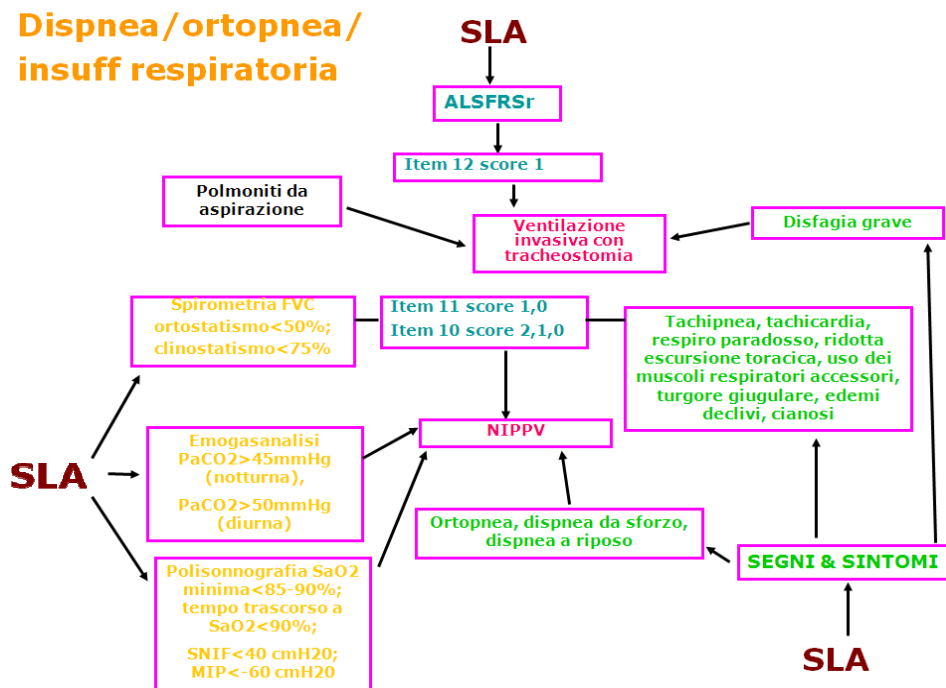 Dispnea/ortopnea/
insuff respiratoria
SLA
ALSFRSr
Item 12 score 1
Polmoniti da
aspirazione
Ventilazione
invasiva con
tracheostomia
Disfagia grave
Spirometria FVC
ortostatismo<50%;
clinostatismo<75%
Item 11 score 1,0
Item 10 score 2,1,0
Tachipnea, tachicardia,
respiro paradosso, ridotta
escursione toracica, uso dei
muscoli respiratori accessori,
turgore giugulare, edemi
declivi, cianosi
SLA
Emogasanalisi
PaCO2>45mmHg
(notturna),
PaCO2>50mmHg
(diurna)
NIPPV
Ortopnea, dispnea da sforzo,
dispnea a riposo
SEGNI & SINTOMI
Polisonnografia SaO2
minima<85-90%;
tempo trascorso a
SaO2<90%;
SNIF<40 cmH20;
MIP<-60 cmH20
SLA